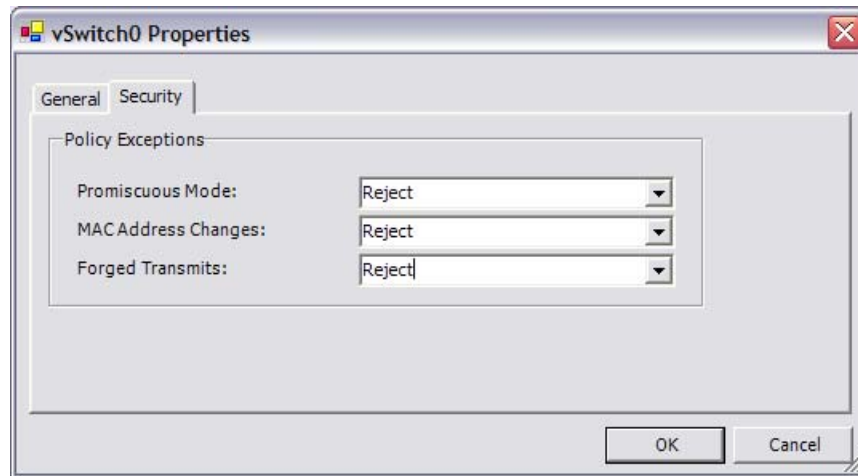 vSwitch0 Properties
General Security
Policy Exceptions
Promiscuous Mode: Reject
MAC Address Changes: Reject
Forged Transmits: Reject
OK Cancel